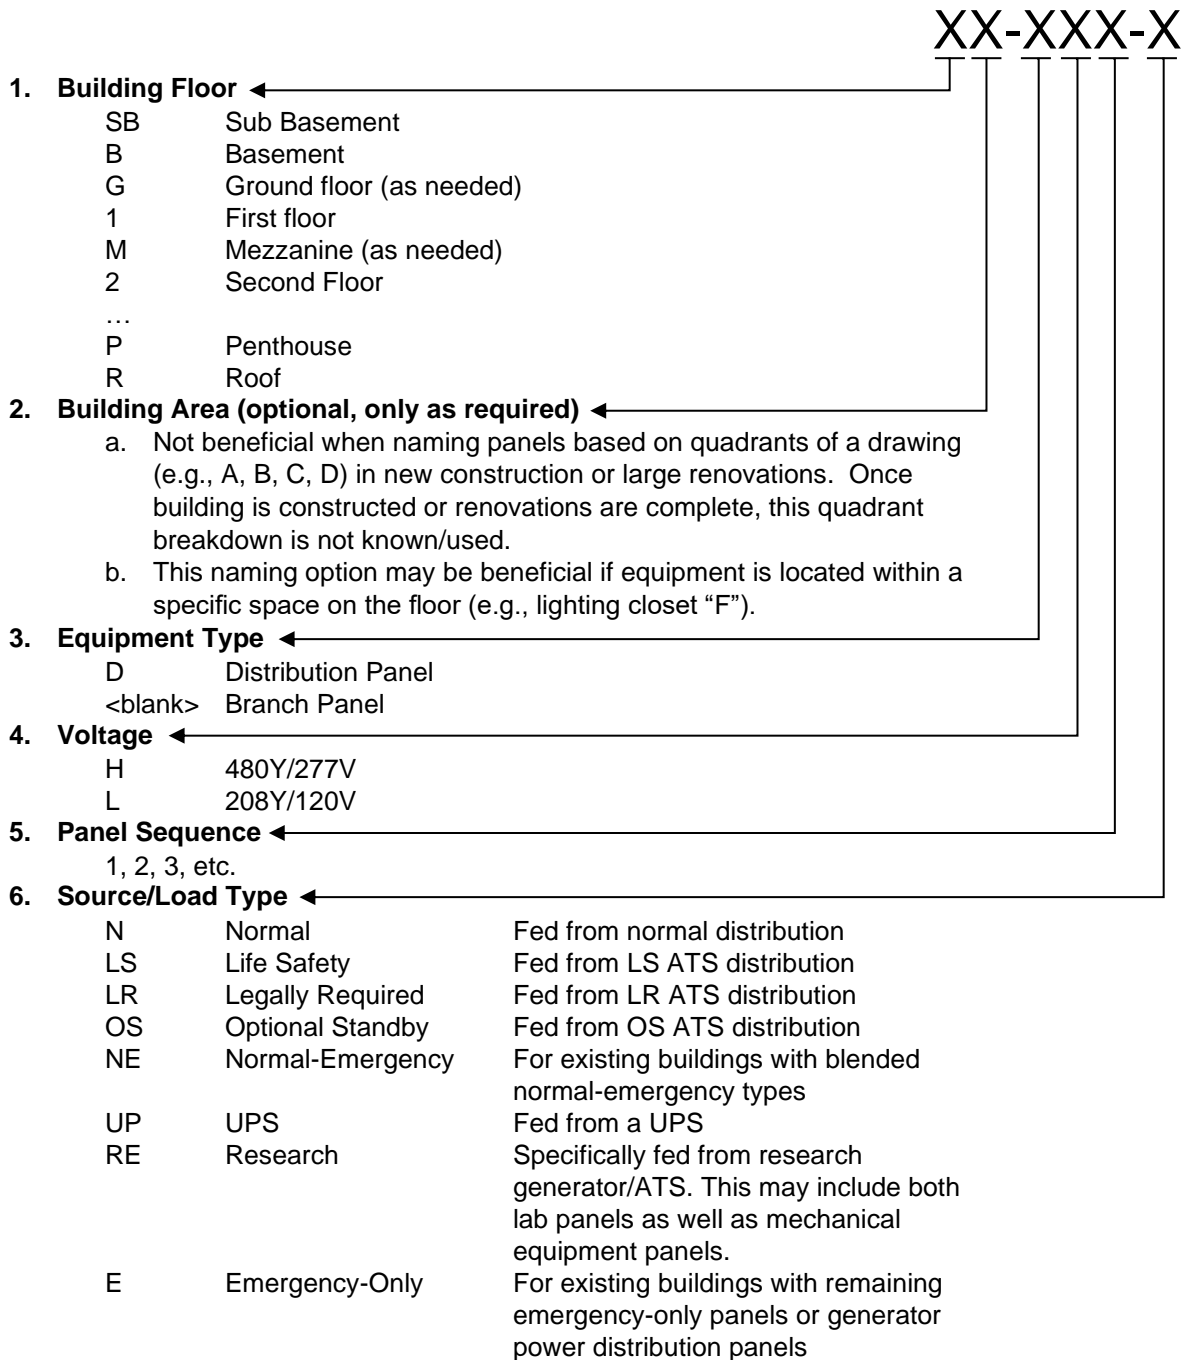 XX-XXX-X
1. Building Floor
SB Sub Basement
B Basement
G Ground floor (as needed)
1 First floor
M Mezzanine (as needed)
2 Second Floor
…
P Penthouse
R Roof
2. Building Area (optional, only as required)
a. Not beneficial when naming panels based on quadrants of a drawing
(e.g., A, B, C, D) in new construction or large renovations. Once
building is constructed or renovations are complete, this quadrant
breakdown is not known/used.
b. This naming option may be beneficial if equipment is located within a
specific space on the floor (e.g., lighting closet “F”).
3. Equipment Type
D Distribution Panel
<blank> Branch Panel
4. Voltage
H 480Y/277V
L 208Y/120V
5. Panel Sequence
1, 2, 3, etc.
6. Source/Load Type
N Normal Fed from normal distribution
LS Life Safety Fed from LS ATS distribution
LR Legally Required Fed from LR ATS distribution
OS Optional Standby Fed from OS ATS distribution
NE Normal-Emergency For existing buildings with blended
normal-emergency types
UP UPS Fed from a UPS
RE Research Specifically fed from research
generator/ATS. This may include both
lab panels as well as mechanical
equipment panels.
E Emergency-Only For existing buildings with remaining
emergency-only panels or generator
power distribution panels